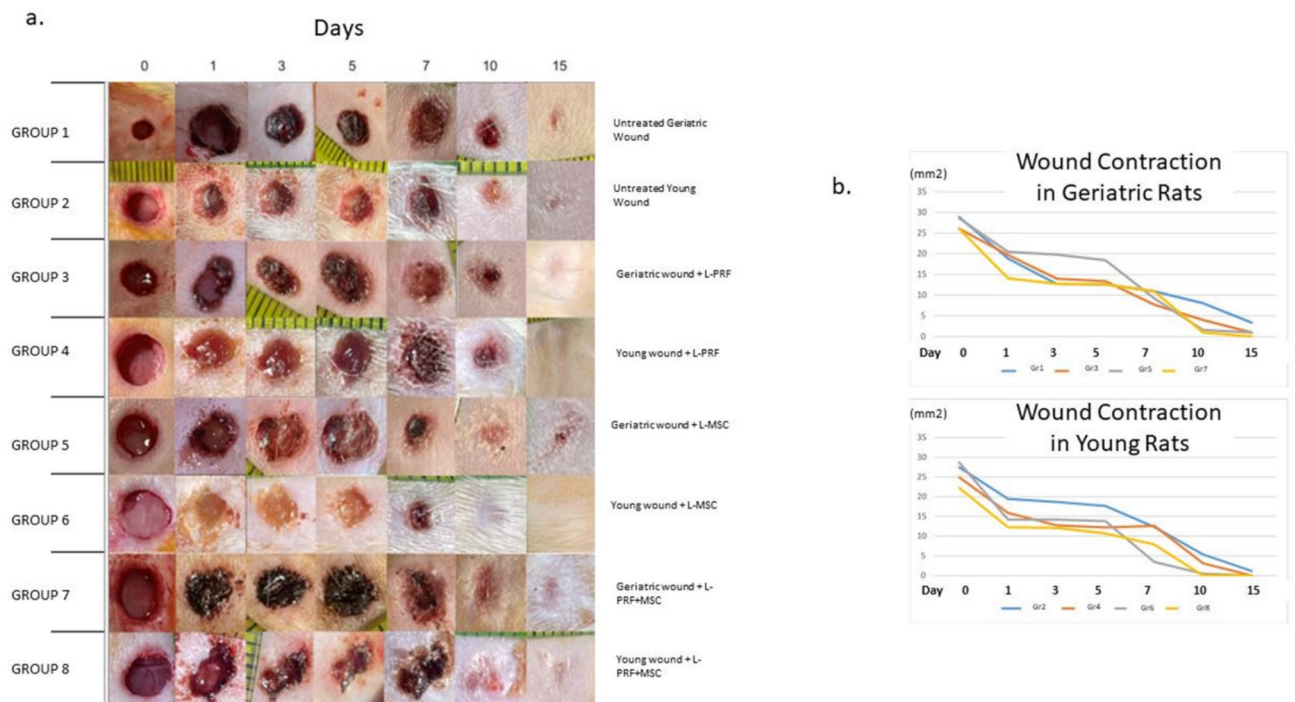 a.
Days
0 1 3 5 7 10 15
GROUP 1
Untreated Geriatric
Wound
GROUP 2
Untreated Young
Wound
GROUP 3
Geriatric wound + L-PRF
GROUP 4
Young wound + L-PRF
GROUP 5
Geriatric wound + L-MSC
GROUP 6
Young wound + L-MSC
GROUP 7
Geriatric wound + L-
PRF+MSC
GROUP 8
Young wound + L-
PRF+MSC
b.
(mm2)
Wound Contraction
in Geriatric Rats
35
30
25
20
15
10
5
0
Day 0 1 3 5 7 10 15
Gr1 Gr3 Gr5 Gr7
(mm2)
Wound Contraction
in Young Rats
35
30
25
20
15
10
5
0
Day 0 1 3 5 7 10 15
Gr2 Gr4 Gr6 Gr8